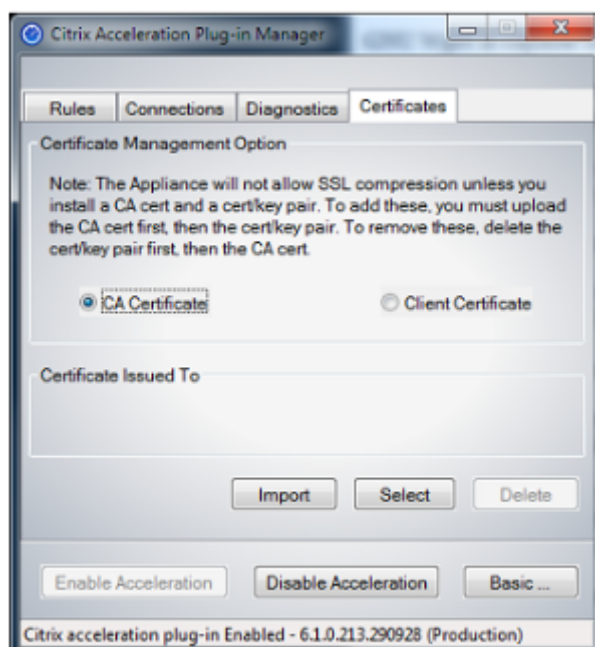 Citrix Acceleration Plug-in Manager
Rules Connections Diagnostics Certificates
Certificate Management Option
Note: The Appliance will not allow SSL compression unless you
install a CA cert and a cert/key pair. To add these, you must upload
the CA cert first, then the cert/key pair. To remove these, delete the
cert/key pair first, then the CA cert.
CA Certificate Client Certificate
Certificate Issued To
Import Select Delete
Enable Acceleration Disable Acceleration Basic ...
Citrix acceleration plug-in Enabled - 6.1.0.213.290928 (Production)